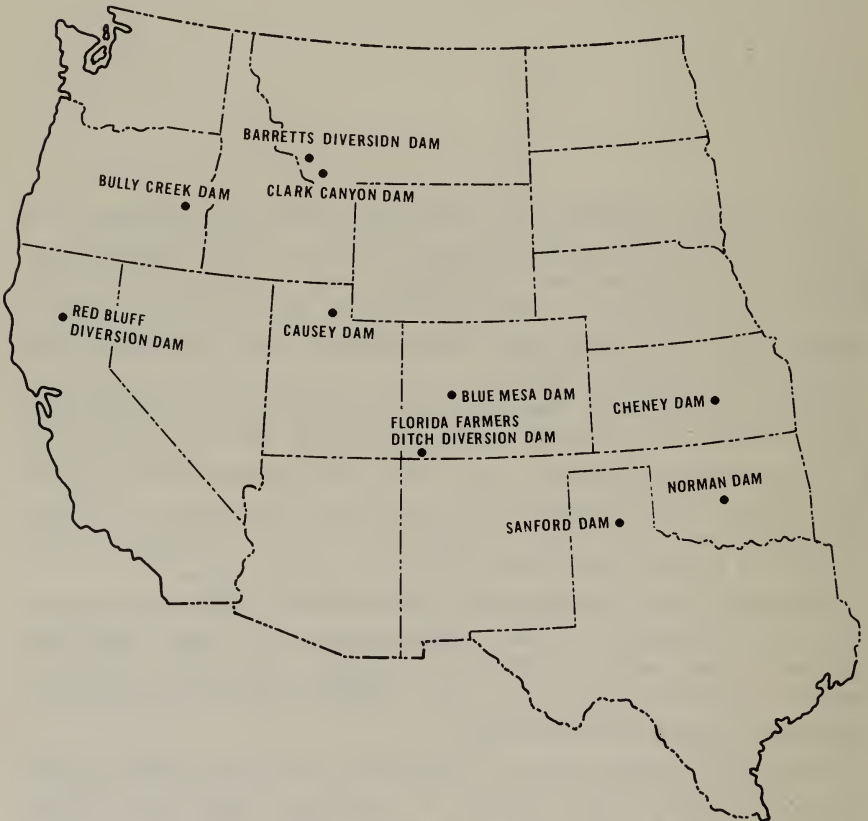 BARRETTS DIVERSION DAM
BULLY CREEK DAM
CLARK CANYON DAM
RED BLUFF
DIVERSION DAM
CAUSEY DAM
BLUE MESA DAM
FLORIDA FARMERS
DITCH DIVERSION DAM
CHENEY DAM
NORMAN DAM
SANFORD DAM